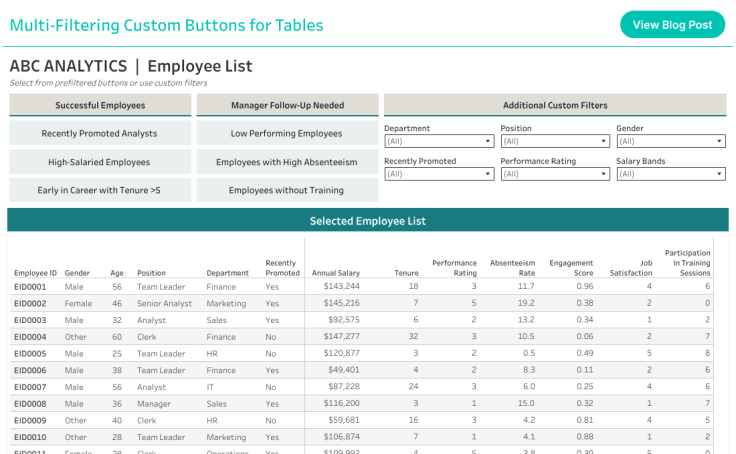 Multi-Filtering Custom Buttons for Tables
View Blog Post
ABC ANALYTICS | Employee List
Select from prefiltered buttons or use custom filters
Successful Employees Manager Follow-Up Needed Additional Custom Filters
Recently Promoted Analysts Low Performing Employees
High-Salaried Employees Employees with High Absenteeism
Early in Career with Tenure >5 Employees without Training
Department Position Gender
(All) (All) (All)
Recently Promoted Performance Rating Salary Bands
(All) (All) (All)
Selected Employee List
Employee ID Gender Age Position Department Recently Promoted Annual Salary Tenure Performance Rating Absenteeism Rate Engagement Score Job Satisfaction Participation In Training Sessions
EID0001 Male 56 Team Leader Finance Yes $143,244 18 3 11.7 0.96 4 6
EID0002 Female 46 Senior Analyst Marketing Yes $145,216 7 5 19.2 0.38 2 0
EID0003 Male 32 Analyst Sales Yes $92,575 6 2 13.2 0.34 1 2
EID0004 Other 60 Clerk Finance No $147,277 32 3 10.5 0.06 2 7
EID0005 Male 25 Team Leader HR No $120,877 3 2 0.5 0.49 5 8
EID0006 Male 38 Team Leader Finance Yes $49,401 4 2 8.3 0.11 2 6
EID0007 Male 56 Analyst IT No $87,228 24 3 6.0 0.25 4 6
EID0008 Male 36 Manager Sales Yes $116,200 3 1 15.0 0.32 1 7
EID0009 Other 40 Clerk HR No $59,681 16 3 4.2 0.81 4 5
EID0010 Other 28 Team Leader Marketing Yes $106,874 7 1 4.1 0.88 1 2
EID0011 Female 28 Clerk Operations Yes $109,992 4 5 3.8 0.30 5 0